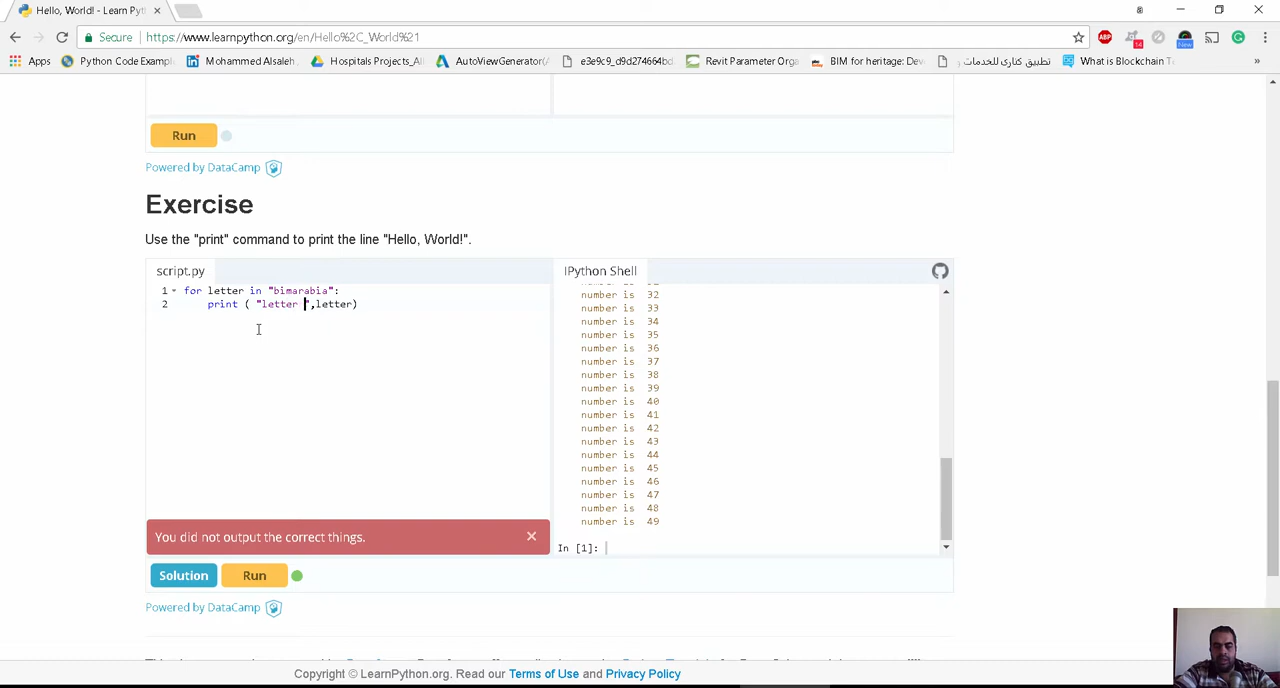 Hello, World! - Learn Pyt
Secure https://www.learnpython.org/en/Hello%2C_World%21
Apps Python Code Exampl Mohammed Alsaleh Hospitals Projects_Al AutoviewGenerator(/ e3e9c9_d9d274664bd Revit Parameter Orga BIM for heritage: De تطبيق كناري للخدمات What is Blockchain T »
Run
Powered by DataCamp
Exercise
Use the "print" command to print the line "Hello, World!".
script.py IPython Shell
1 for letter in "bimarabia":
2 print ( "letter ",letter)
number is 32
number is 33
number is 34
number is 35
number is 36
number is 37
number is 38
number is 39
number is 40
number is 41
number is 42
number is 43
number is 44
number is 45
number is 46
number is 47
number is 48
number is 49
You did not output the correct things.
In [1]:
Solution Run
Powered by DataCamp
Copyright © LearnPython.org. Read our Terms of Use and Privacy Policy